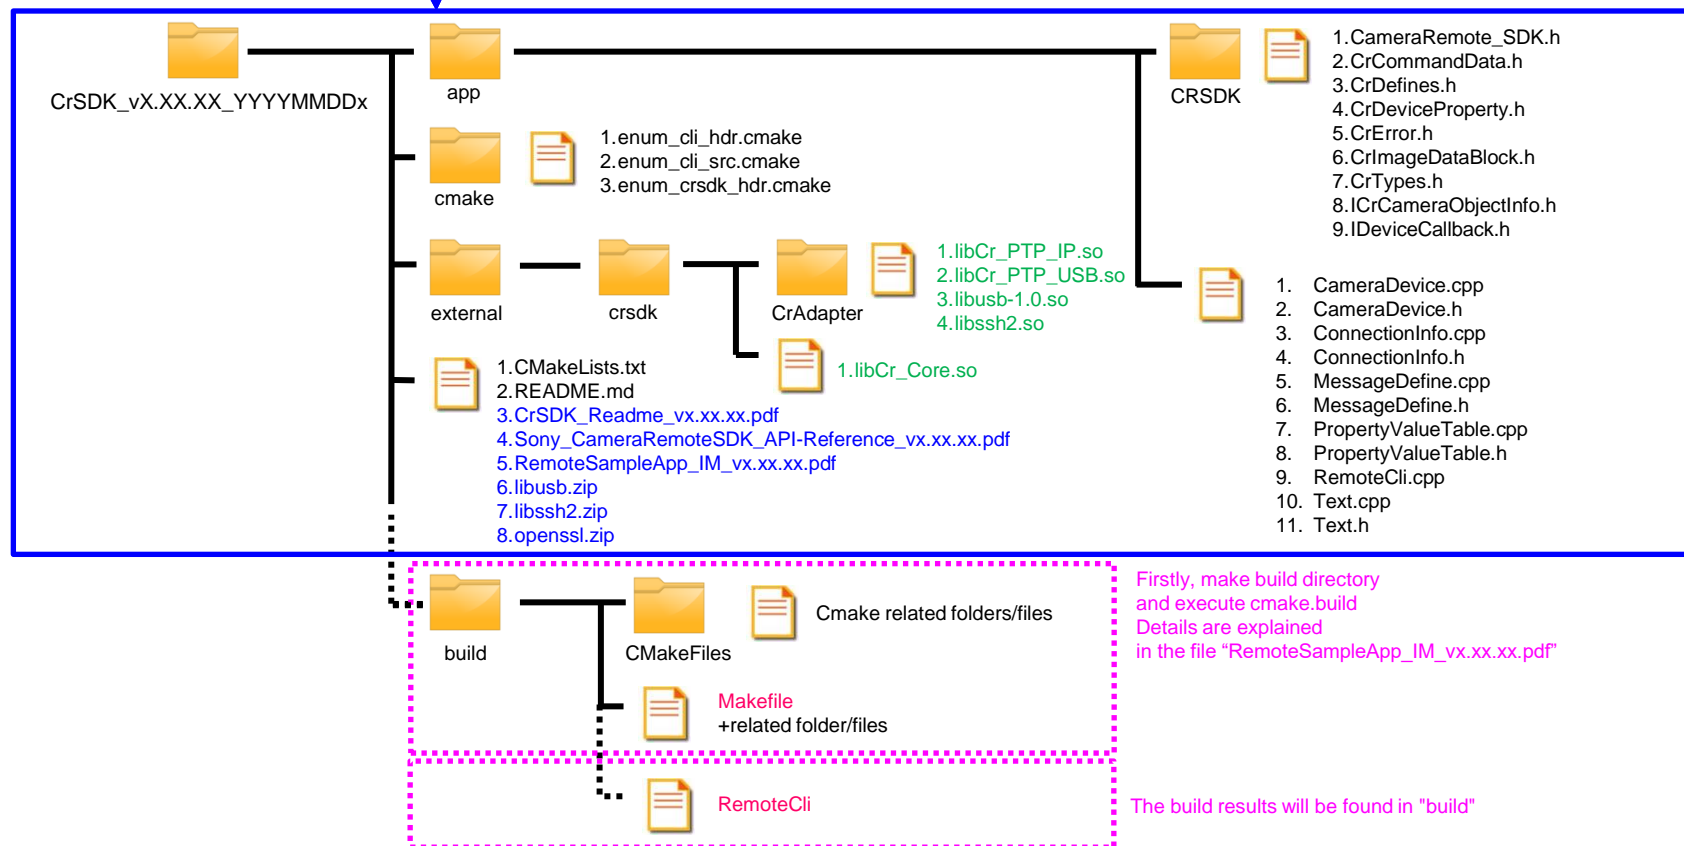 CrSDK_vX.XX.XX_YYYYMMDDx
app
CRSDK
1.CameraRemote_SDK.h
2.CrCommandData.h
3.CrDefines.h
4.CrDeviceProperty.h
5.CrError.h
6.CrImageDataBlock.h
7.CrTypes.h
8.ICrCameraObjectInfo.h
9.IDeviceCallback.h
cmake
1.enum_cli_hdr.cmake
2.enum_cli_src.cmake
3.enum_crsdk_hdr.cmake
external
crsdk
CrAdapter
1.libCr_PTP_IP.so
2.libCr_PTP_USB.so
3.libusb-1.0.so
4.libssh2.so
1.libCr_Core.so
1. CameraDevice.cpp
2. CameraDevice.h
3. ConnectionInfo.cpp
4. ConnectionInfo.h
5. MessageDefine.cpp
6. MessageDefine.h
7. PropertyValueTable.cpp
8. PropertyValueTable.h
9. RemoteCli.cpp
10. Text.cpp
11. Text.h
1.CMakeLists.txt
2.README.md
3.CrSDK_Readme_vx.xx.xx.pdf
4.Sony_CameraRemoteSDK_API-Reference_vx.xx.xx.pdf
5.RemoteSampleApp_IM_vx.xx.xx.pdf
6.libusb.zip
7.libssh2.zip
8.openssl.zip
build
CMakeFiles
Cmake related folders/files
Firstly, make build directory
and execute cmake.build
Details are explained
in the file “RemoteSampleApp_IM_vx.xx.xx.pdf”
Makefile
+related folder/files
RemoteCli
The build results will be found in "build"